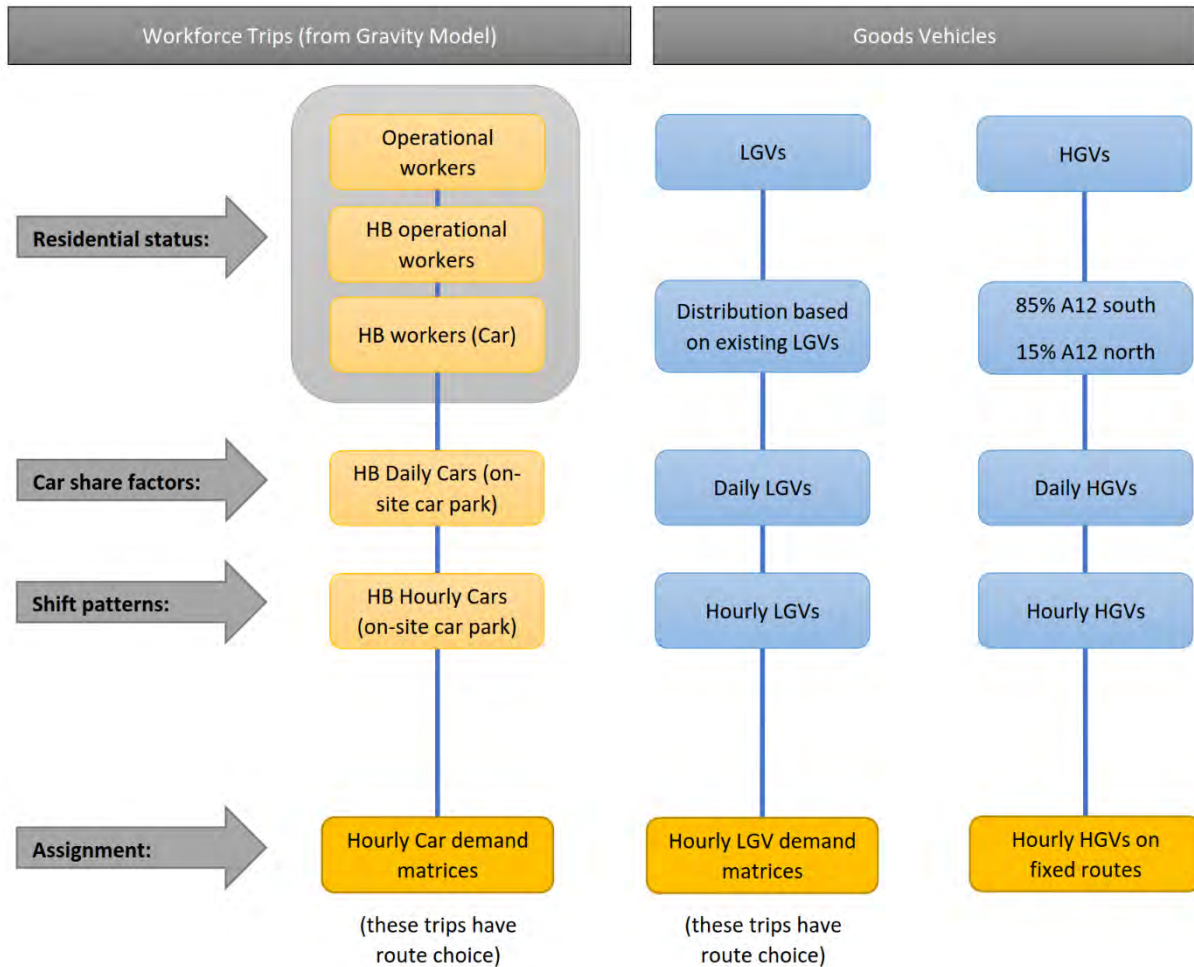 Workforce Trips (from Gravity Model)
Goods Vehicles
Residential status:
Operational
workers
HB operational
workers
HB workers (Car)
LGVs
Distribution based
on existing LGVs
HGVs
85% A12 south
15% A12 north
Car share factors:
HB Daily Cars (on-
site car park)
Daily LGVs
Daily HGVs
Shift patterns:
HB Hourly Cars
(on-site car park)
Hourly LGVs
Hourly HGVs
Assignment:
Hourly Car demand
matrices
(these trips have
route choice)
Hourly LGV demand
matrices
(these trips have
route choice)
Hourly HGVs on
fixed routes